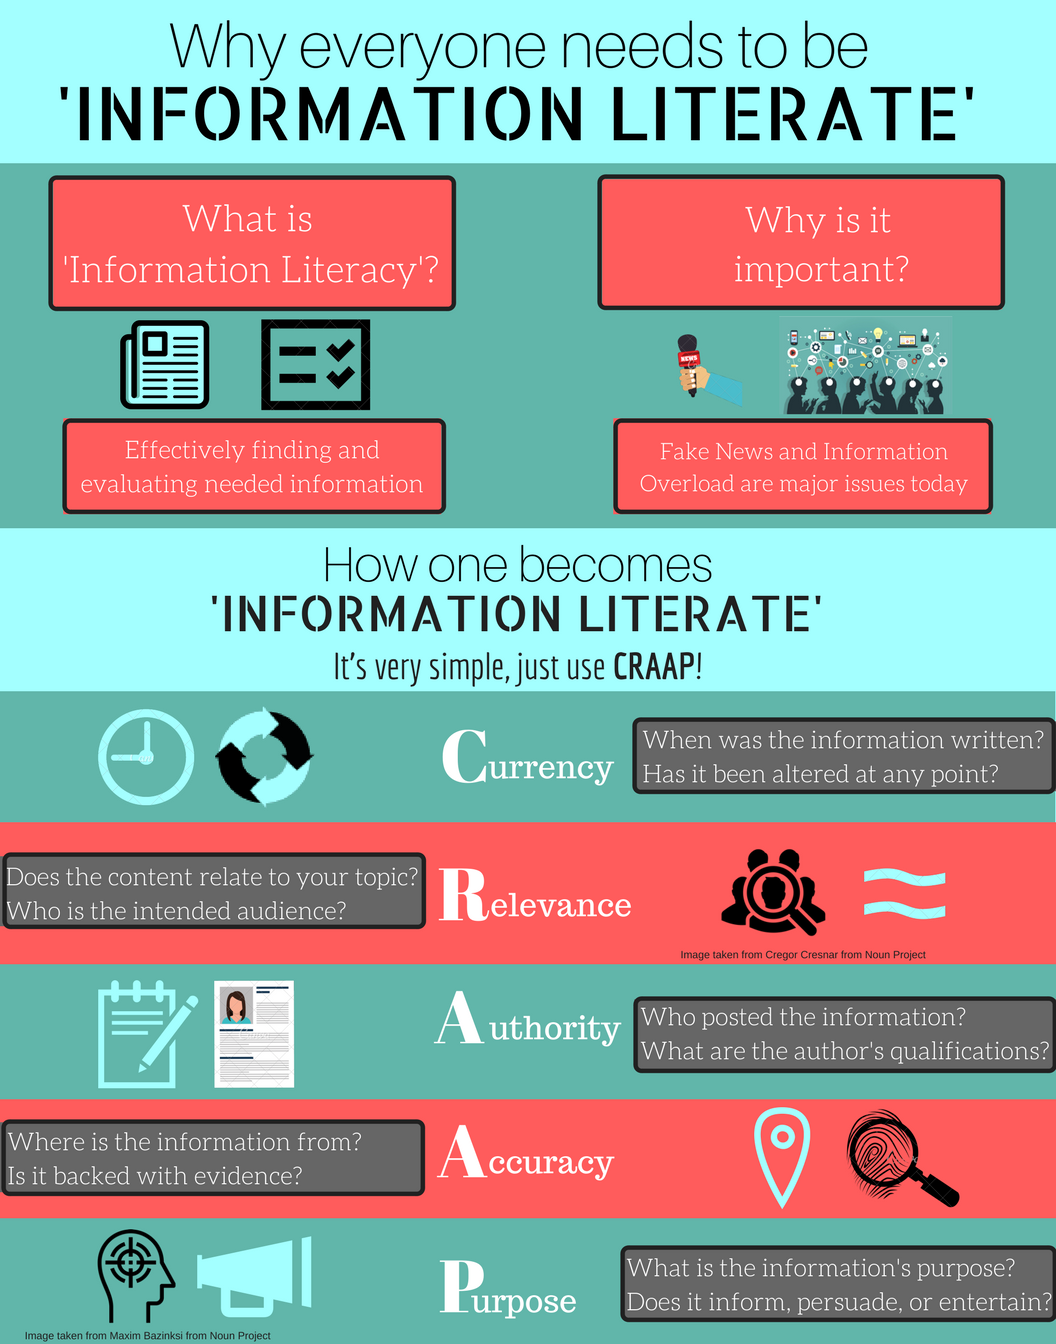 Why everyone needs to be
'INFORMATION LITERATE'
What is
'Information Literacy'?
Why is it
important?
NEWS
Effectively finding and
evaluating needed information
Fake News and Information
Overload are major issues today
How one becomes
'INFORMATION LITERATE'
It's very simple, just use CRAAP!
Currency
When was the information written?
Has it been altered at any point?
Does the content relate to your topic?
Who is the intended audience?
Relevance
Image taken from Cregor Cresnar from Noun Project
Authority
Who posted the information?
What are the author's qualifications?
Where is the information from?
Is it backed with evidence?
Accuracy
Purpose
What is the information's purpose?
Does it inform, persuade, or entertain?
Image taken from Maxim Bazinksi from Noun Project